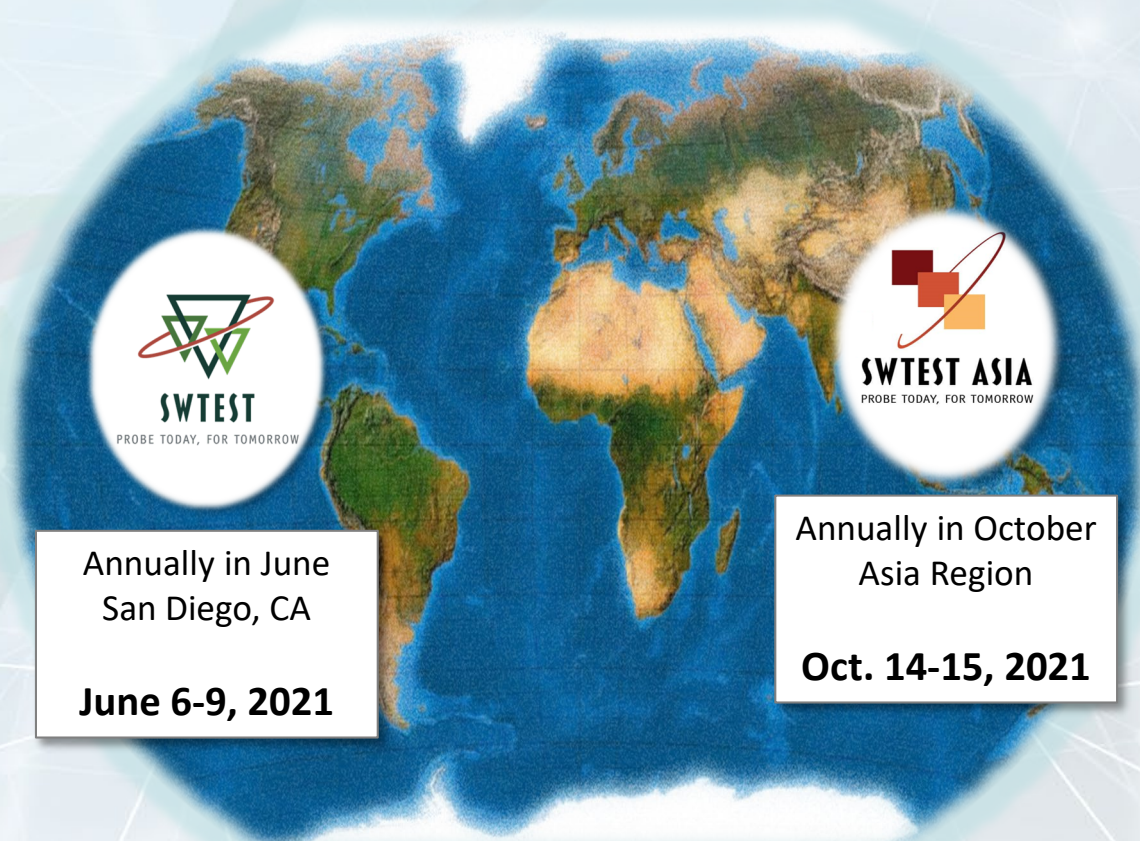 SWTEST
PROBE TODAY, FOR TOMORROW
Annually in June
San Diego, CA
June 6-9, 2021
SWTEST ASIA
PROBE TODAY, FOR TOMORROW
Annually in October
Asia Region
Oct. 14-15, 2021